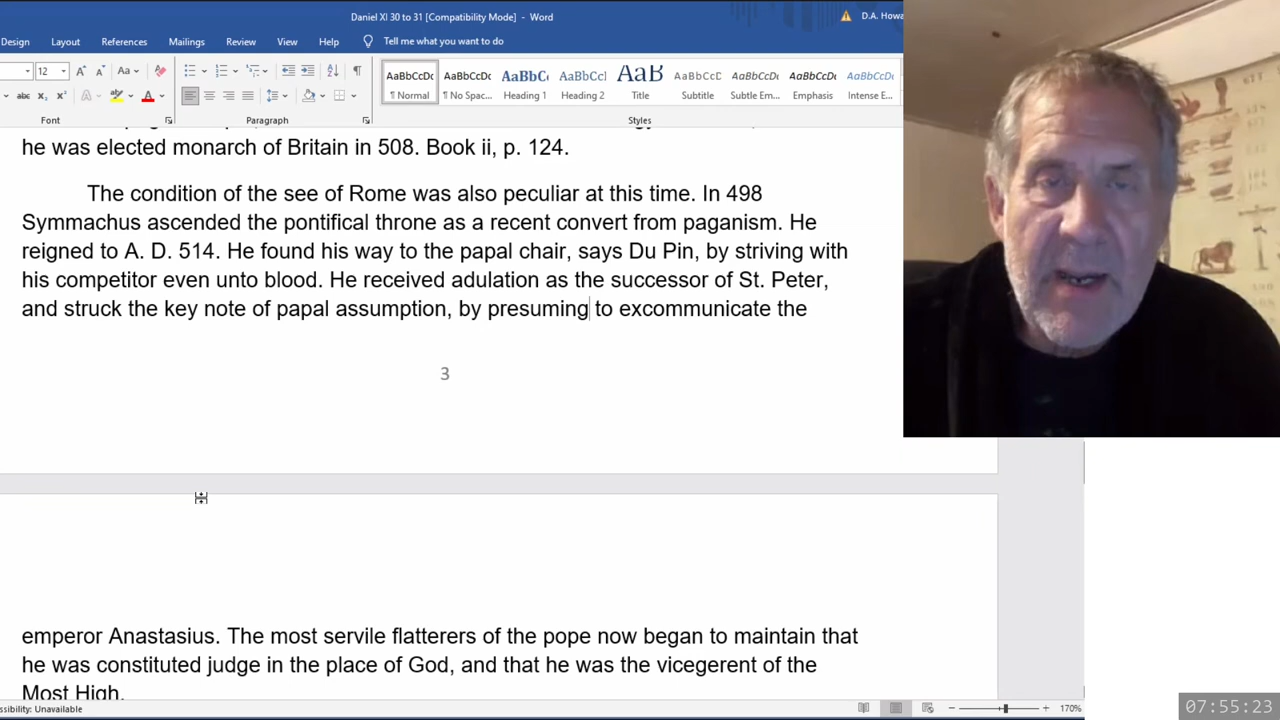 Daniel XI 30 to 31 [Compatibility Mode] - Word
D.A. Howa
Design Layout References Mailings Review View Help Tell me what you want to do
12 Aa
abc x₂ x² A ab A
AaBbCcDc AaBbCcDc AaBbCc AaBbCcI AaB AaBbCcD AaBbCcDc AaBbCcDc AaBbCcDc
¶ Normal ¶ No Spac... Heading 1 Heading 2 Title Subtitle Subtle Em... Emphasis Intense E...
Font Paragraph Styles
he was elected monarch of Britain in 508. Book ii, p. 124.
The condition of the see of Rome was also peculiar at this time. In 498
Symmachus ascended the pontifical throne as a recent convert from paganism. He
reigned to A. D. 514. He found his way to the papal chair, says Du Pin, by striving with
his competitor even unto blood. He received adulation as the successor of St. Peter,
and struck the key note of papal assumption, by presuming to excommunicate the
3
emperor Anastasius. The most servile flatterers of the pope now began to maintain that
he was constituted judge in the place of God, and that he was the vicegerent of the
Most High.
ssibility: Unavailable
170%
07:55:23